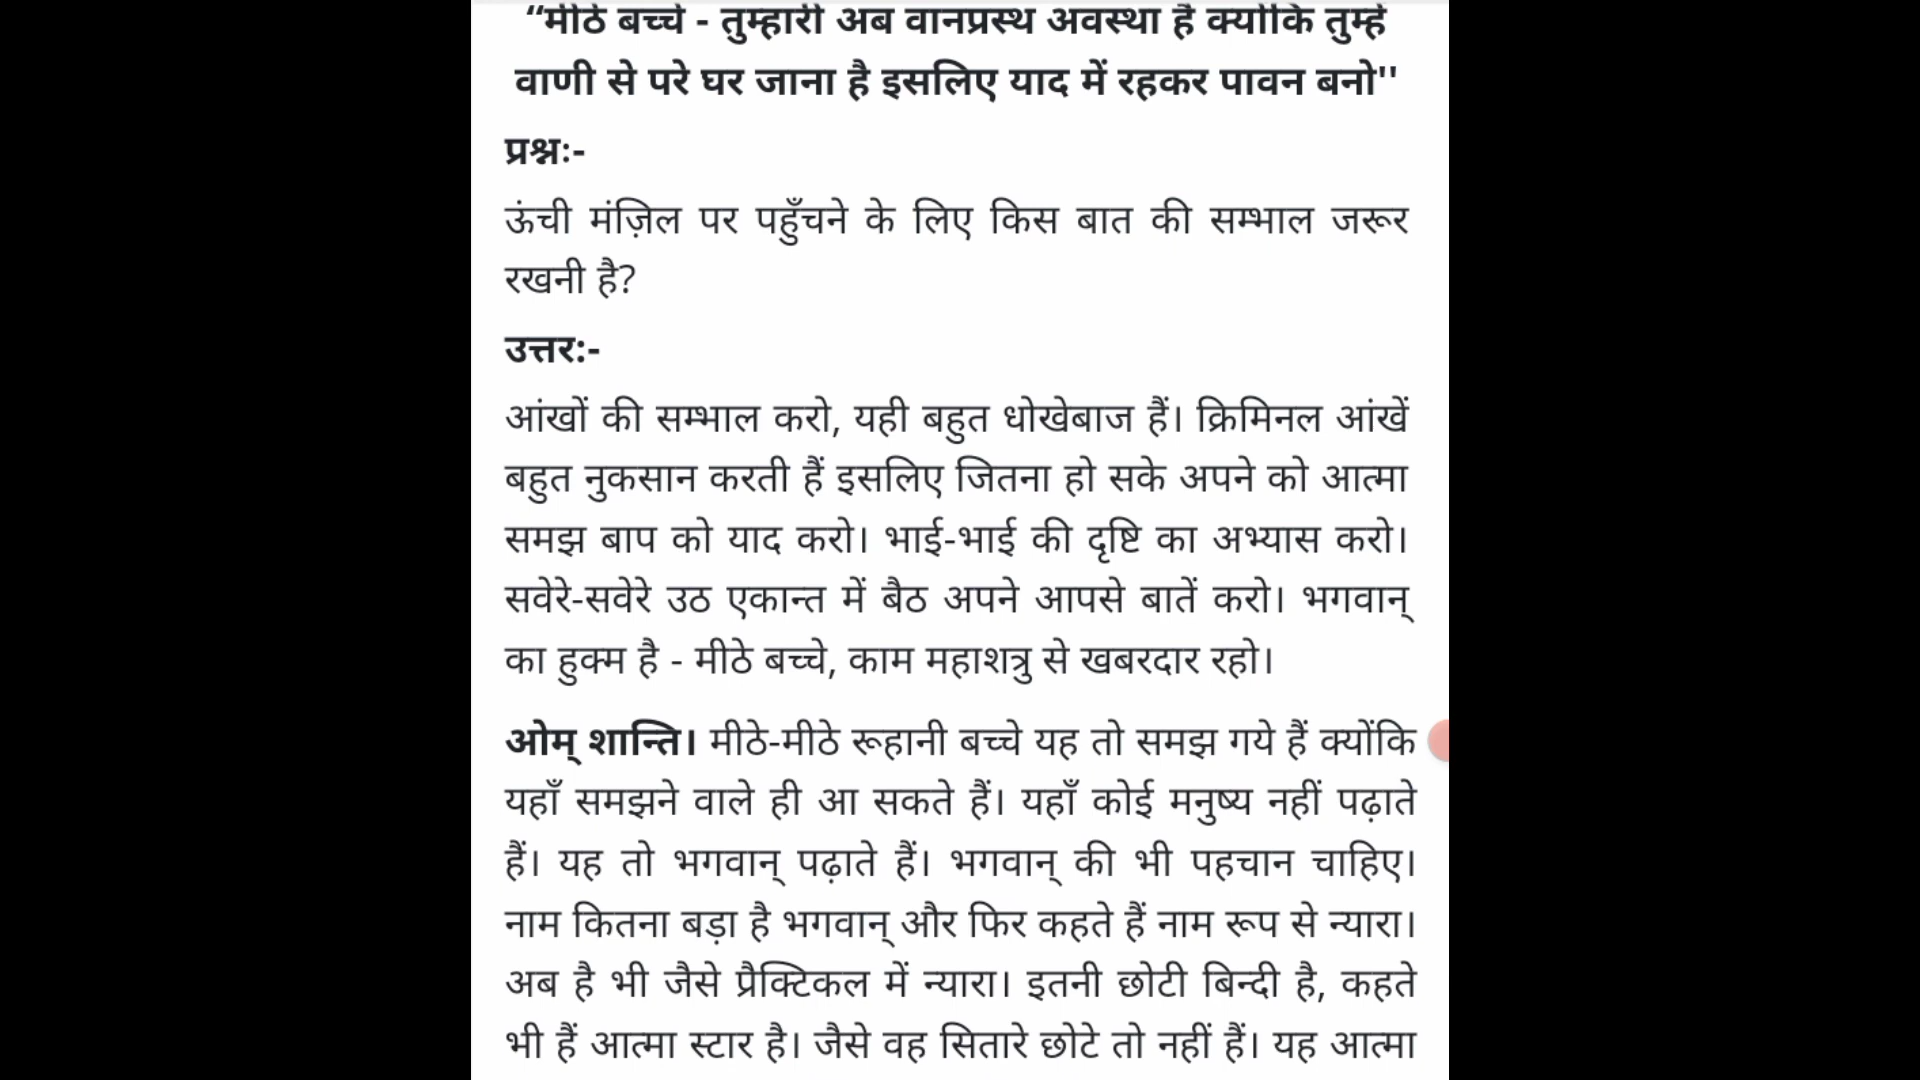 “मीठे बच्चे - तुम्हारी अब वानप्रस्थ अवस्था है क्योंकि तुम्हें
वाणी से परे घर जाना है इसलिए याद में रहकर पावन बनो''
प्रश्नः-
ऊंची मंज़िल पर पहुँचने के लिए किस बात की सम्भाल जरूर
रखनी है?
उत्तर:-
आंखों की सम्भाल करो, यही बहुत धोखेबाज हैं। क्रिमिनल आंखें
बहुत नुकसान करती हैं इसलिए जितना हो सके अपने को आत्मा
समझ बाप को याद करो। भाई-भाई की दृष्टि का अभ्यास करो।
सवेरे-सवेरे उठ एकान्त में बैठ अपने आपसे बातें करो। भगवान्
का हुक्म है - मीठे बच्चे, काम महाशत्रु से खबरदार रहो।
ओम् शान्ति। मीठे-मीठे रूहानी बच्चे यह तो समझ गये हैं क्योंकि
यहाँ समझने वाले ही आ सकते हैं। यहाँ कोई मनुष्य नहीं पढ़ाते
हैं। यह तो भगवान् पढ़ाते हैं। भगवान् की भी पहचान चाहिए।
नाम कितना बड़ा है भगवान् और फिर कहते हैं नाम रूप से न्यारा।
अब है भी जैसे प्रैक्टिकल में न्यारा। इतनी छोटी बिन्दी है, कहते
भी हैं आत्मा स्टार है। जैसे वह सितारे छोटे तो नहीं हैं। यह आत्मा